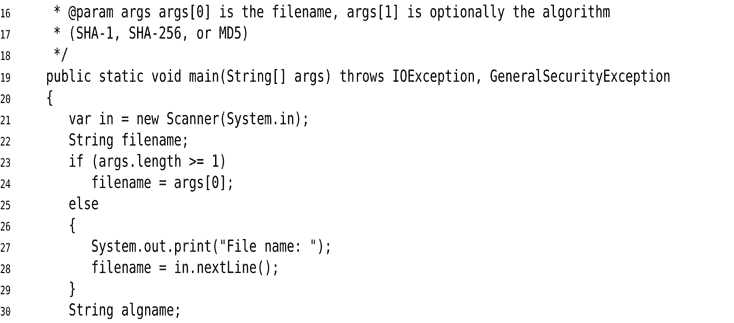 16       * @param args args[0] is the filename, args[1] is optionally the algorithm
17       * (SHA-1, SHA-256, or MD5)
18       */
19      public static void main(String[] args) throws IOException, GeneralSecurityException
20      {
21         var in = new Scanner(System.in);
22         String filename;
23         if (args.length >= 1)
24            filename = args[0];
25         else
26         {
27            System.out.print("File name: ");
28            filename = in.nextLine();
29         }
30         String algname;